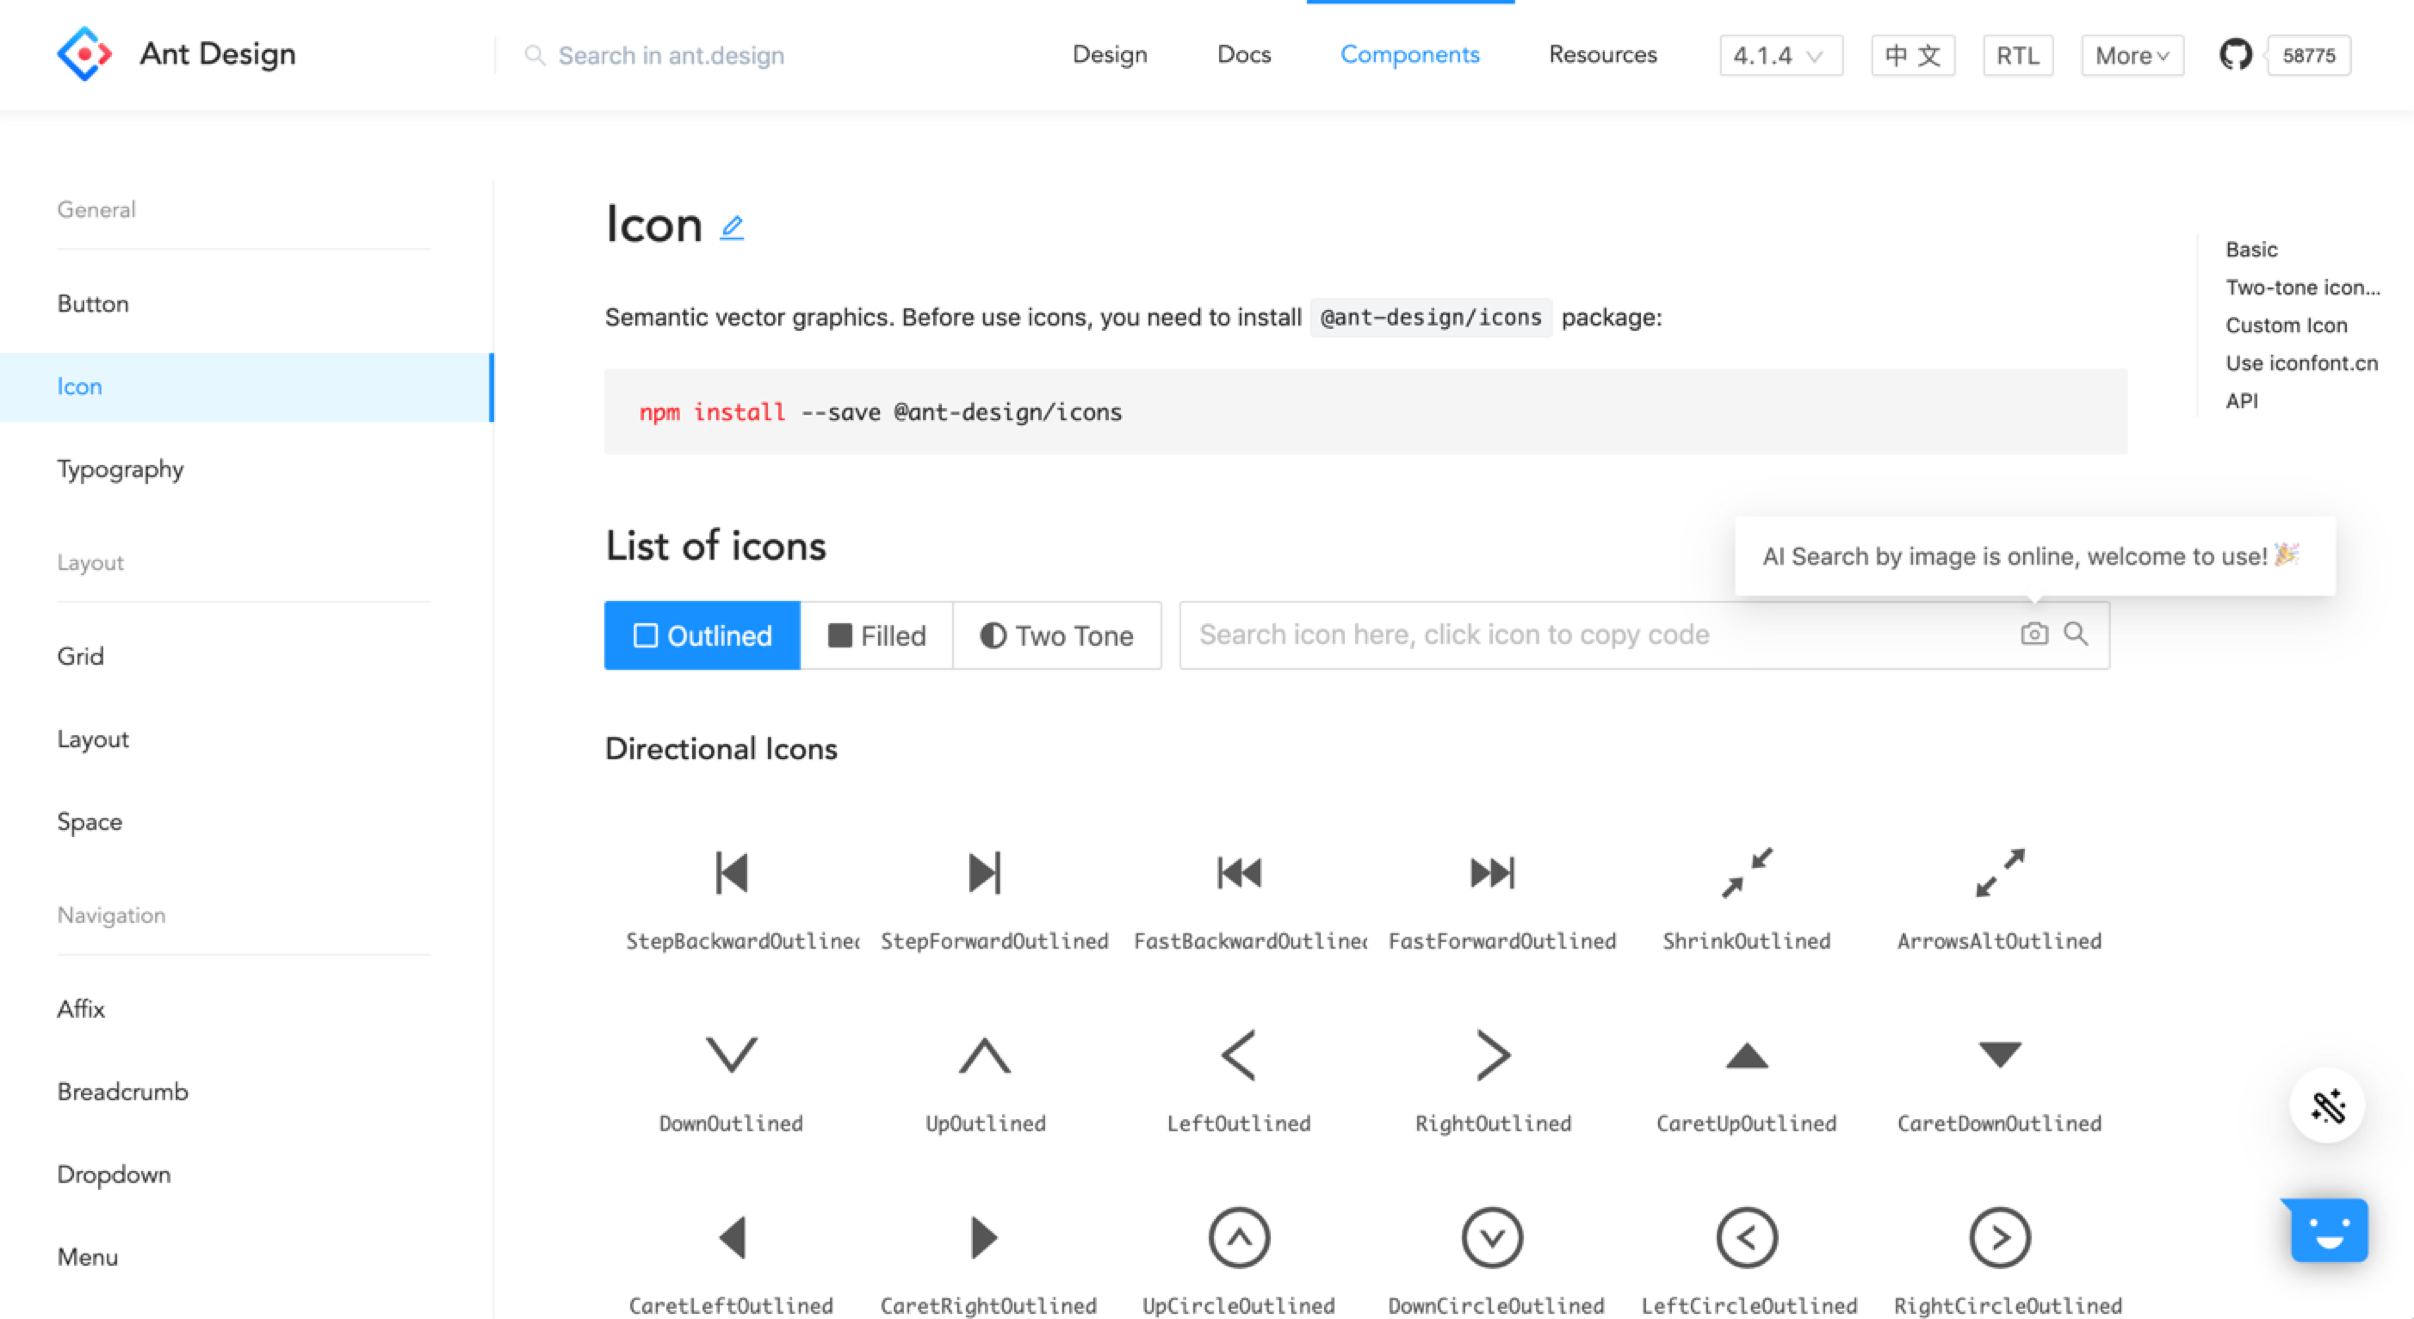 Ant Design
Search in ant.design
Design
Docs
Components
Resources
4.1.4
中 文
RTL
More
58775
General
Button
Icon
Typography
Layout
Grid
Layout
Space
Navigation
Affix
Breadcrumb
Dropdown
Menu
Icon
Semantic vector graphics. Before use icons, you need to install @ant-design/icons package:
npm install --save @ant-design/icons
List of icons
AI Search by image is online, welcome to use! 🎉
Outlined
Filled
Two Tone
Search icon here, click icon to copy code
Directional Icons
StepBackwardOutlined
StepForwardOutlined
FastBackwardOutlined
FastForwardOutlined
ShrinkOutlined
ArrowsAltOutlined
DownOutlined
UpOutlined
LeftOutlined
RightOutlined
CaretUpOutlined
CaretDownOutlined
CaretLeftOutlined
CaretRightOutlined
UpCircleOutlined
DownCircleOutlined
LeftCircleOutlined
RightCircleOutlined
Basic
Two-tone icon...
Custom Icon
Use iconfont.cn
API